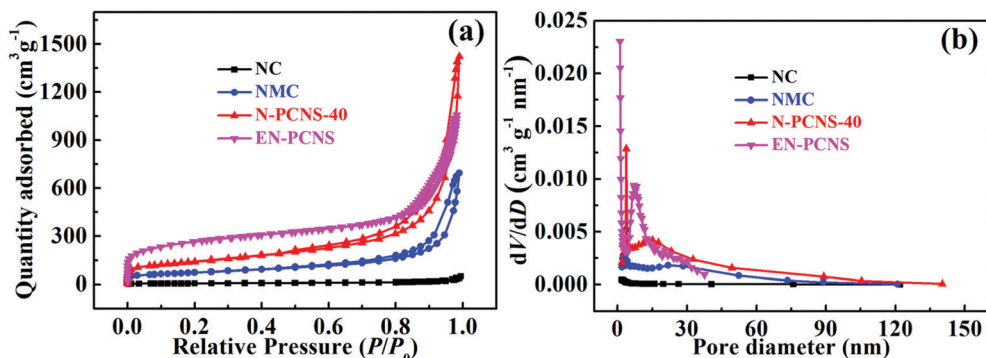 (a)
Quantity adsorbed (cm³ g⁻¹)
1500
1200
900
600
300
0
NC
NMC
N-PCNS-40
EN-PCNS
0.0 0.2 0.4 0.6 0.8 1.0
Relative Pressure (P/P₀)
(b)
dV/dD (cm³ g⁻¹ nm⁻¹)
0.025
0.020
0.015
0.010
0.005
0.000
NC
NMC
N-PCNS-40
EN-PCNS
0 30 60 90 120 150
Pore diameter (nm)